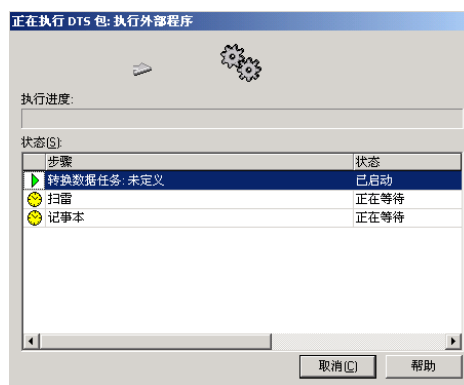 正在执行 DTS 包: 执行外部程序
执行进度:
状态(S):
步骤 状态
转换数据任务: 未定义 已启动
扫雷 正在等待
记事本 正在等待
取消(C) 帮助